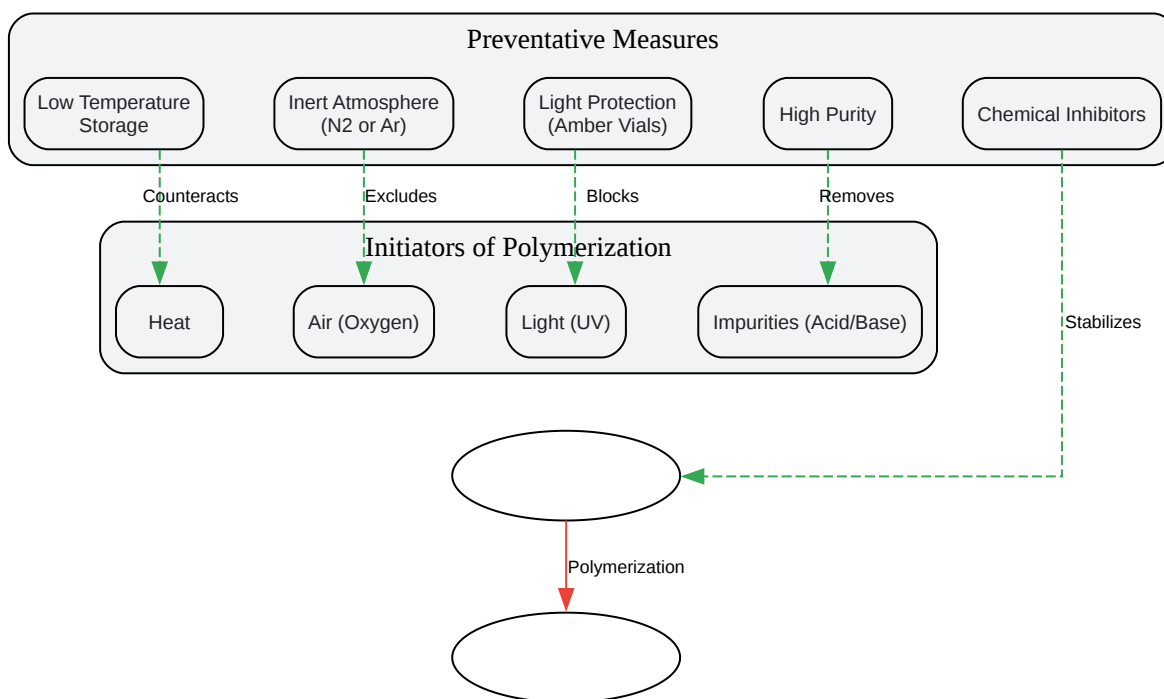 Preventative Measures
Low Temperature
Storage
Inert Atmosphere
(N2 or Ar)
Light Protection
(Amber Vials)
High Purity
Chemical Inhibitors
Counteracts
Excludes
Blocks
Removes
Initiators of Polymerization
Heat
Air (Oxygen)
Light (UV)
Impurities (Acid/Base)
Stabilizes
Polymerization